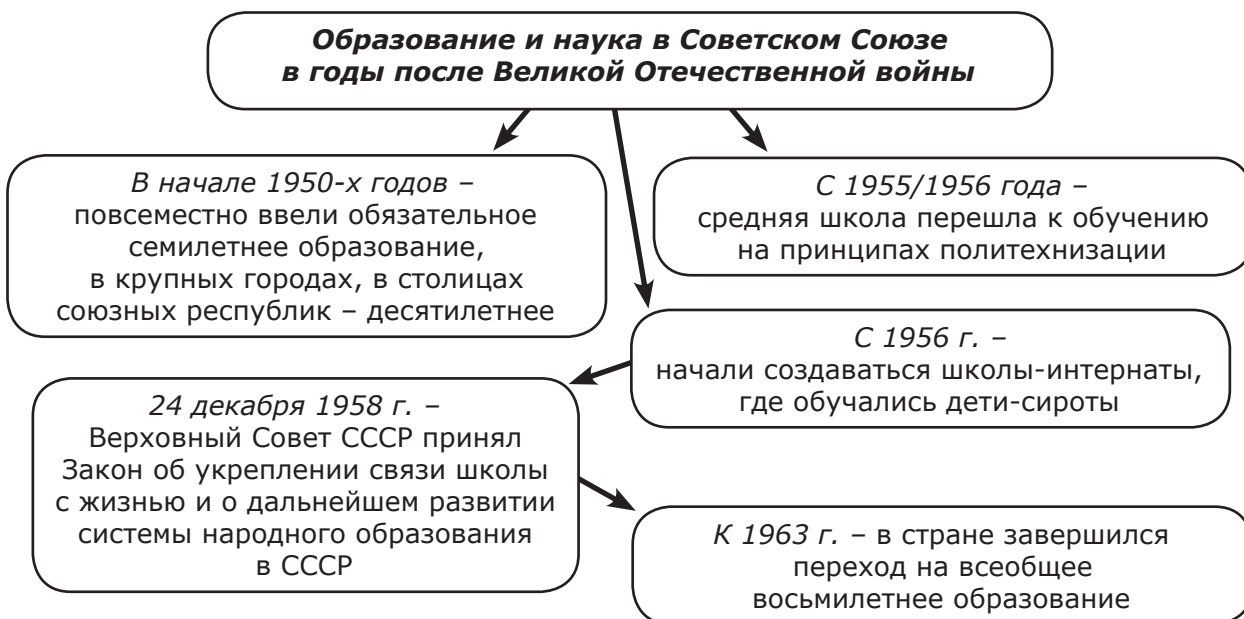 Образование и наука в Советском Союзе
в годы после Великой Отечественной войны
В начале 1950-х годов –
повсеместно ввели обязательное
семилетнее образование,
в крупных городах, в столицах
союзных республик – десятилетнее
С 1955/1956 года –
средняя школа перешла к обучению
на принципах политехнизации
С 1956 г. –
начали создаваться школы-интернаты,
где обучались дети-сироты
24 декабря 1958 г. –
Верховный Совет СССР принял
Закон об укреплении связи школы
с жизнью и о дальнейшем развитии
системы народного образования
в СССР
К 1963 г. – в стране завершился
переход на всеобщее
восьмилетнее образование